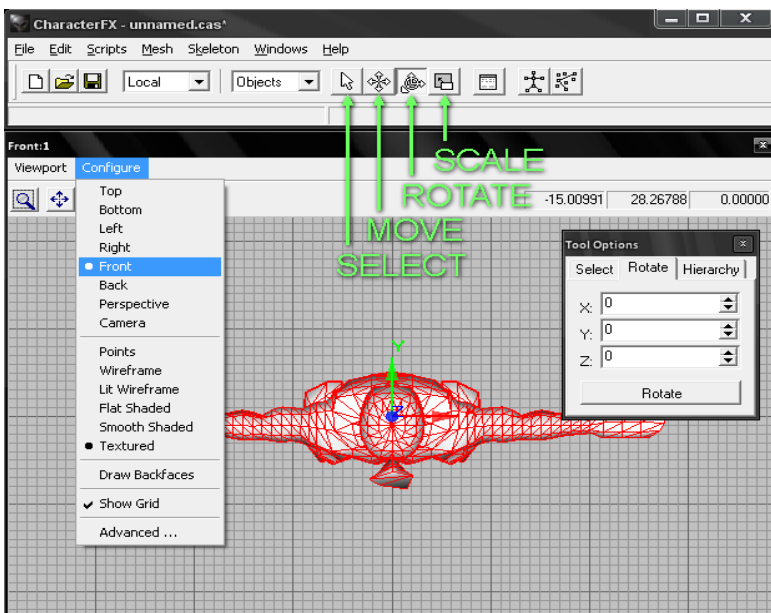 CharacterFX - unnamed.cas*
File Edit Scripts Mesh Skeleton Windows Help
Local Objects
Front:1
SCALE
Viewport Configure
ROTATE
-15.00991 28.26788 0.00000
MOVE
SELECT
Top
Bottom
Left
Right
Front
Back
Perspective
Camera
Points
Wireframe
Lit Wireframe
Flat Shaded
Smooth Shaded
Textured
Draw Backfaces
Show Grid
Advanced ...
Tool Options
Select Rotate Hierarchy
X: 0
Y: 0
Z: 0
Rotate
Y
Z